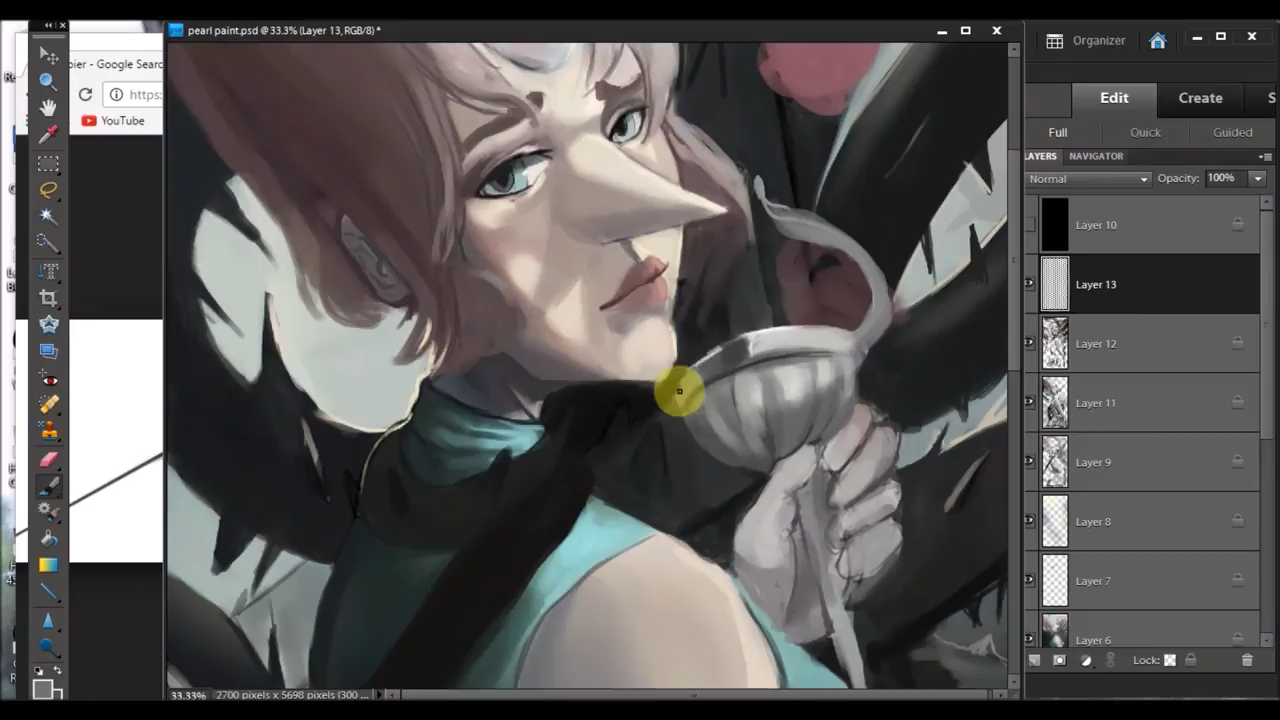 pearl paint.psd @ 33.3% (Layer 13, RGB/8) *
Organizer
pier - Google Searc
https:
YouTube
Edit
Create
S
Full
Quick
Guided
LAYERS
NAVIGATOR
Normal
Opacity: 100%
Layer 10
Layer 13
Layer 12
Layer 11
Layer 9
Layer 8
Layer 7
Layer 6
Lock:
33.33%
2700 pixels x 5698 pixels (300 ...